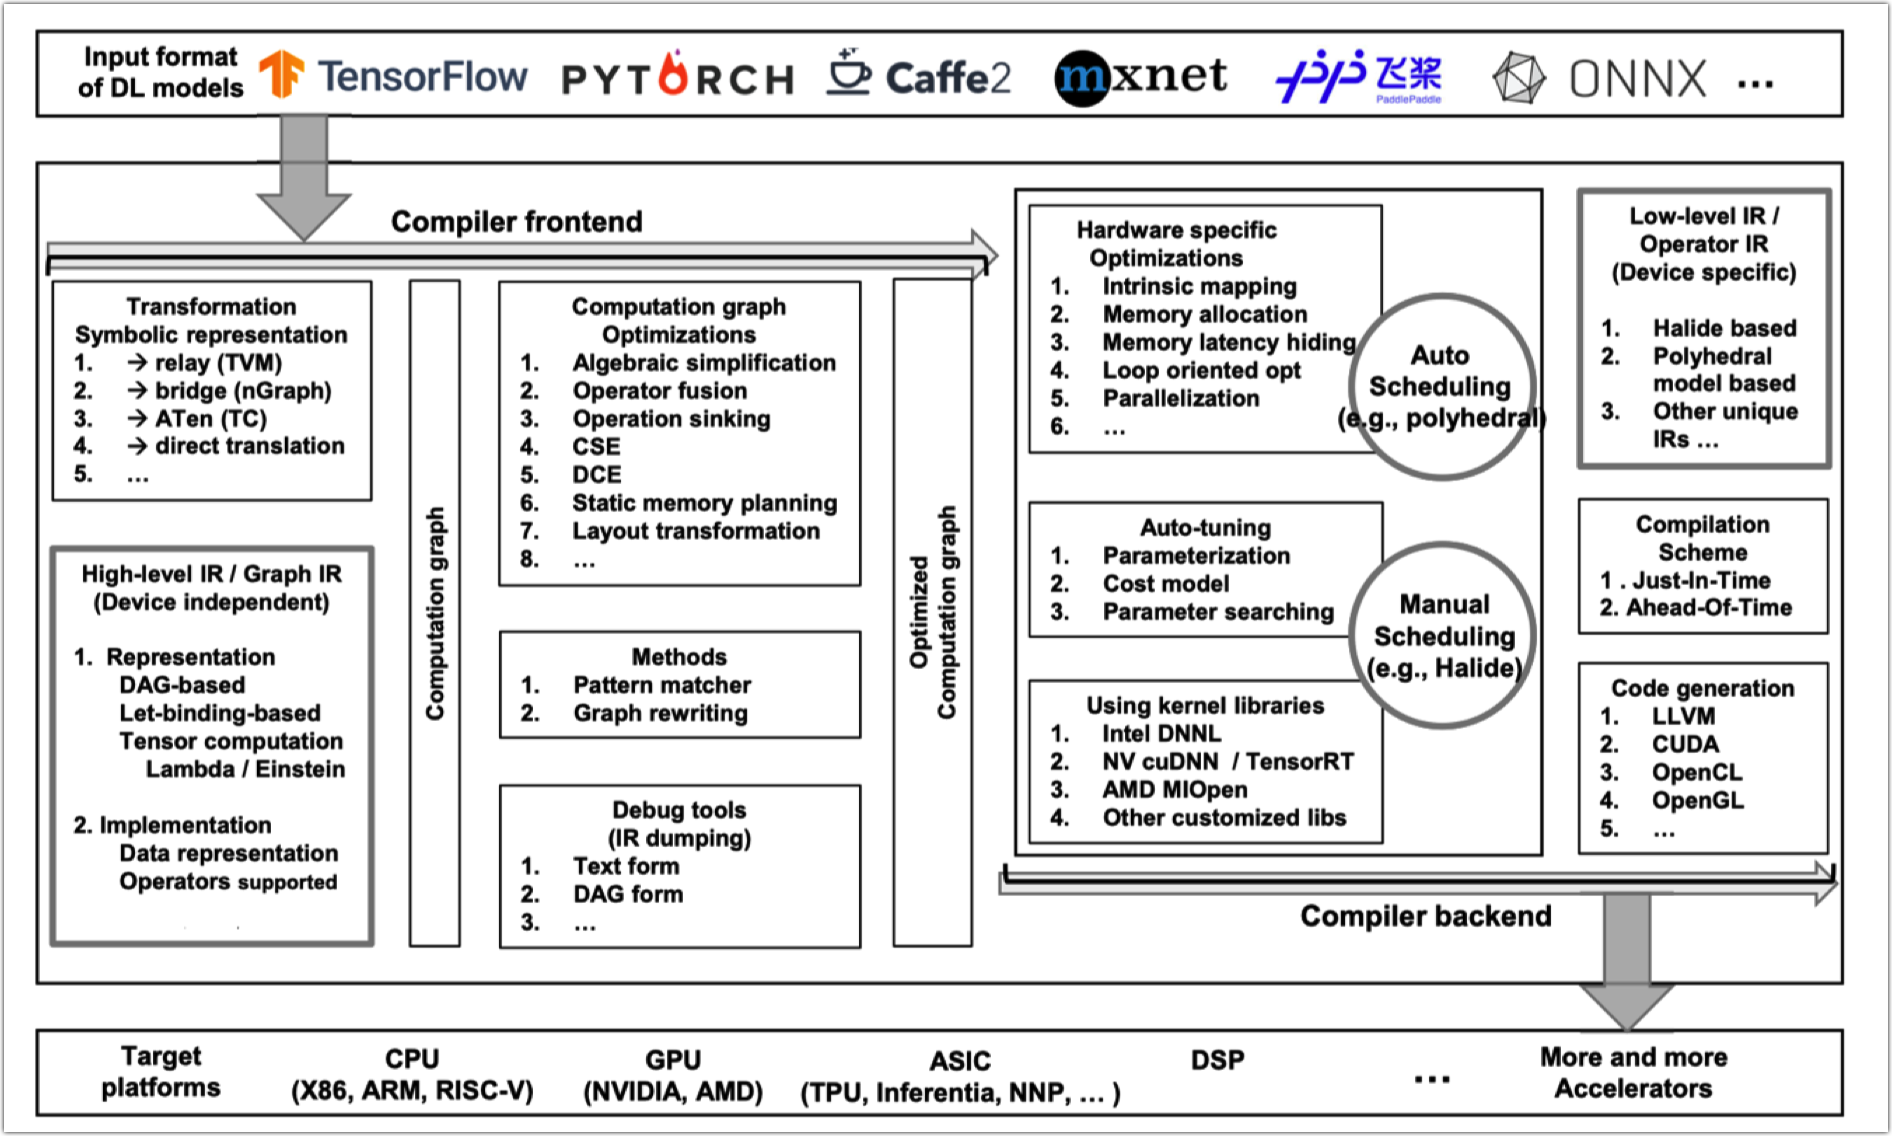 Input format
of DL models
TensorFlow
PYTORCH
Caffe2
mxnet
飞桨
PaddlePaddle
ONNX
...
Compiler frontend
Transformation
Symbolic representation
1. → relay (TVM)
2. → bridge (nGraph)
3. → ATen (TC)
4. → direct translation
5. ...
High-level IR / Graph IR
(Device independent)
1. Representation
DAG-based
Let-binding-based
Tensor computation
Lambda / Einstein
2. Implementation
Data representation
Operators supported
Computation graph
Computation graph
Optimizations
1. Algebraic simplification
2. Operator fusion
3. Operation sinking
4. CSE
5. DCE
6. Static memory planning
7. Layout transformation
8. ...
Methods
1. Pattern matcher
2. Graph rewriting
Debug tools
(IR dumping)
1. Text form
2. DAG form
3. ...
Optimized
Computation graph
Hardware specific
Optimizations
1. Intrinsic mapping
2. Memory allocation
3. Memory latency hiding
4. Loop oriented opt
5. Parallelization
6. ...
Auto
Scheduling
(e.g., polyhedral)
Auto-tuning
1. Parameterization
2. Cost model
3. Parameter searching
Manual
Scheduling
(e.g., Halide)
Using kernel libraries
1. Intel DNNL
2. NV cuDNN / TensorRT
3. AMD MIOpen
4. Other customized libs
Low-level IR /
Operator IR
(Device specific)
1. Halide based
2. Polyhedral
model based
3. Other unique
IRs ...
Compilation
Scheme
1 . Just-In-Time
2. Ahead-Of-Time
Code generation
1. LLVM
2. CUDA
3. OpenCL
4. OpenGL
5. ...
Compiler backend
Target
platforms
CPU
(X86, ARM, RISC-V)
GPU
(NVIDIA, AMD)
ASIC
(TPU, Inferentia, NNP, ... )
DSP
...
More and more
Accelerators